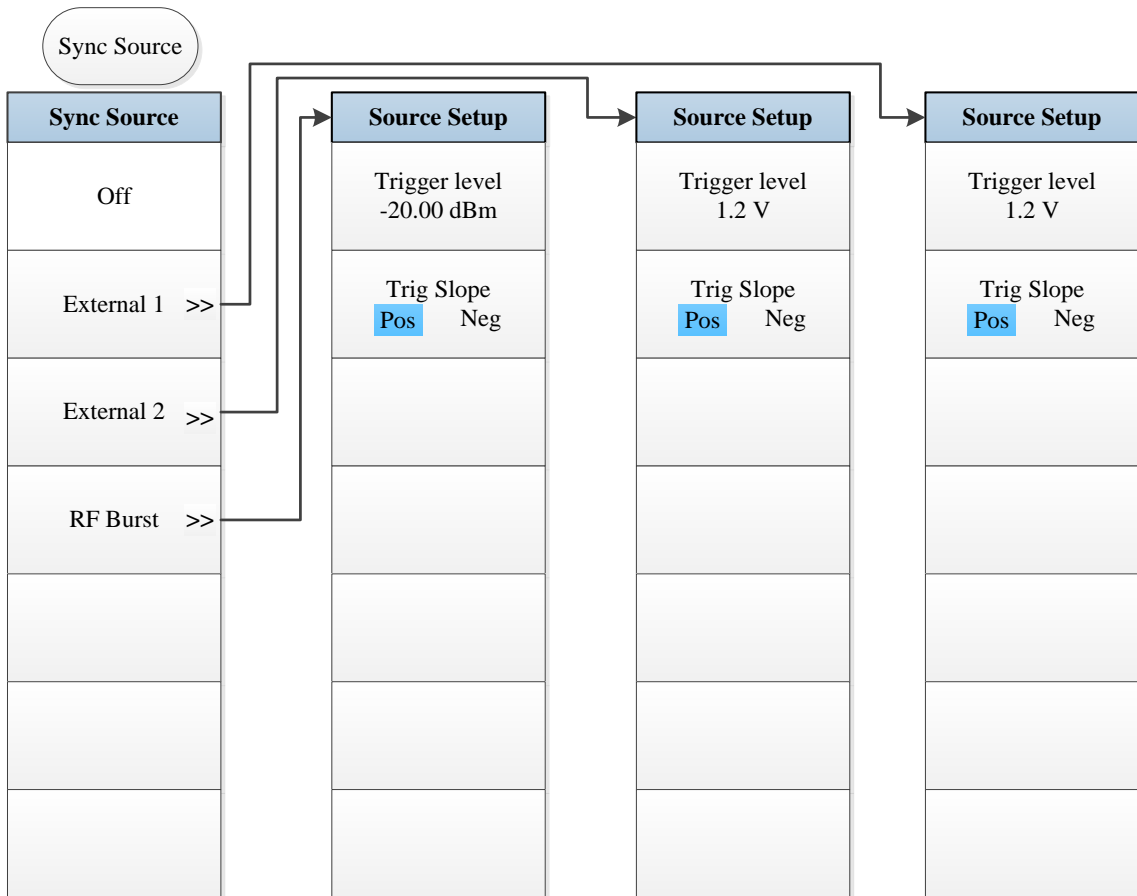 Sync Source
Sync Source
Off
External 1 >>
External 2 >>
RF Burst >>
Source Setup
Trigger level
-20.00 dBm
Trig Slope
Pos Neg
Source Setup
Trigger level
1.2 V
Trig Slope
Pos Neg
Source Setup
Trigger level
1.2 V
Trig Slope
Pos Neg